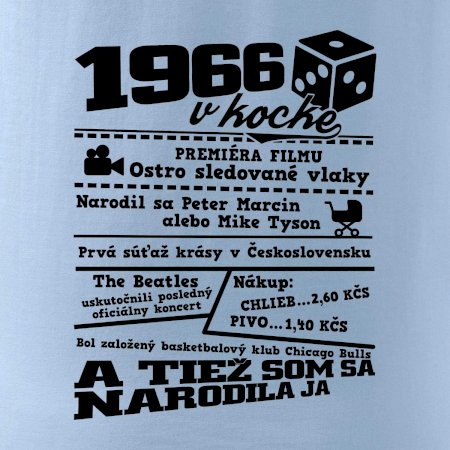 1966
v kocke
PREMIÉRA FILMU
Ostro sledované vlaky
Narodil sa Peter Marcin
alebo Mike Tyson
Prvá súťaž krásy v Československu
The Beatles
uskutočnili posledný
oficiálny koncert
Nákup:
CHLIEB...2,60 KČS
PIVO...1,40 KČS
Bol založený basketbalový klub Chicago Bulls
A TIEŽ SOM SA
NARODILA JA